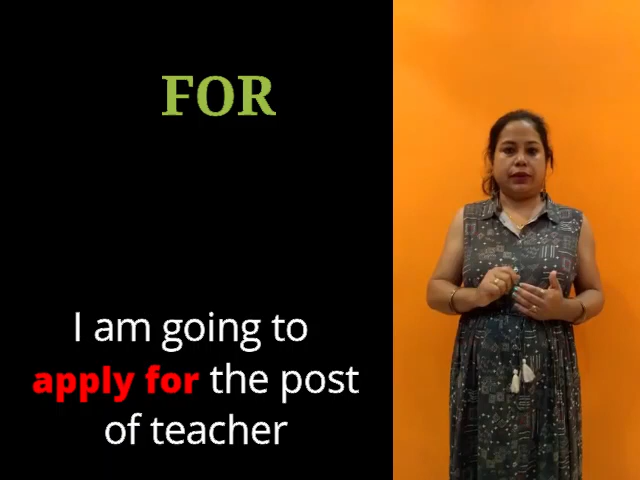 FOR
I am going to
apply for the post
of teacher